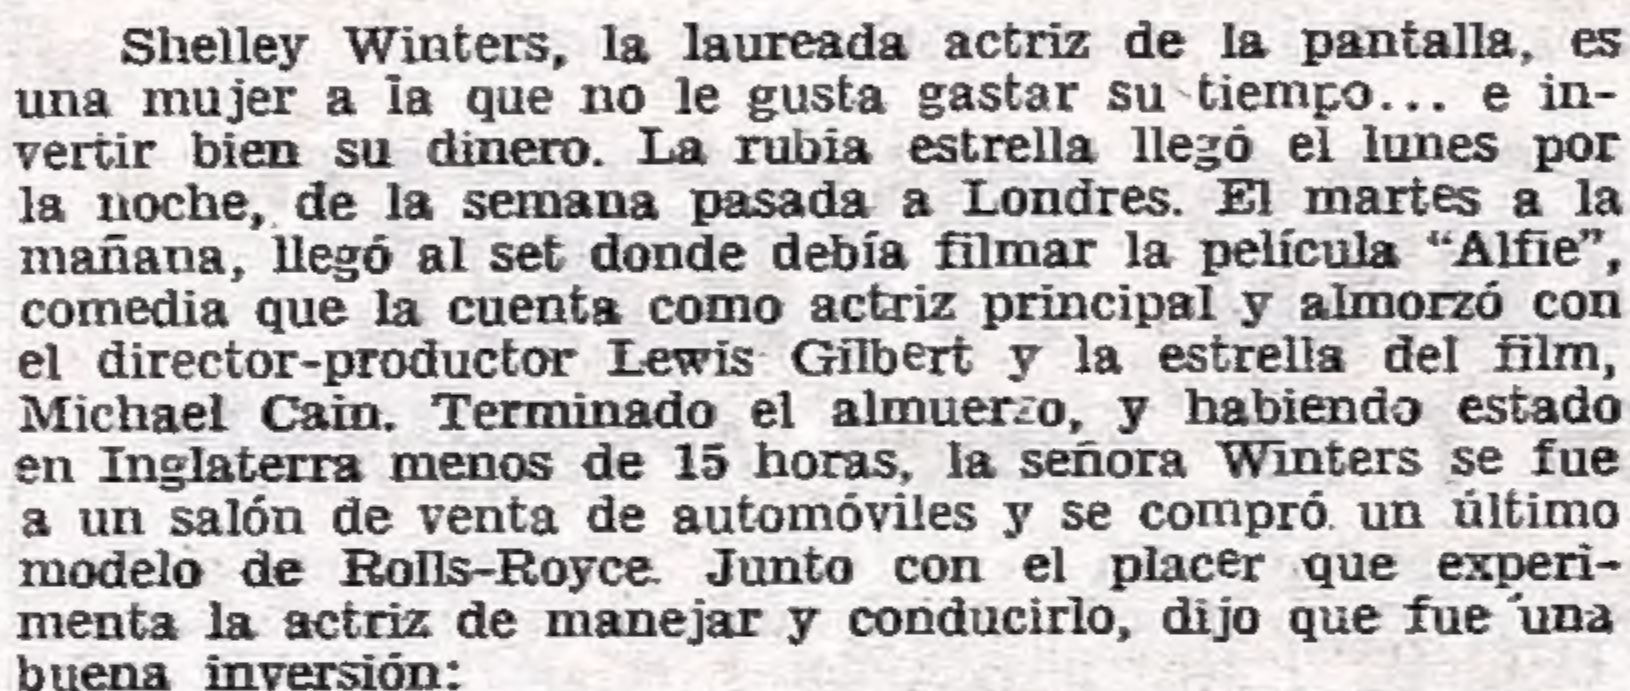 Shelley Winters, la laureada actriz de la pantalla, es
una mujer a la que no le gusta gastar su tiempo... e in-
vertir bien su dinero. La rubia estrella llegó el lunes por
la noche, de la semana pasada a Londres. El martes a la
mañana, llegó al set donde debía filmar la película “Alfie”,
comedia que la cuenta como actriz principal y almorzó con
el director-productor Lewis Gilbert y la estrella del film,
Michael Cain. Terminado el almuerzo, y habiendo estado
en Inglaterra menos de 15 horas, la señora Winters se fue
a un salón de venta de automóviles y se compró un último
modelo de Rolls-Royce. Junto con el placer que experi-
menta la actriz de manejar y conducirlo, dijo que fue una
buena inversión: